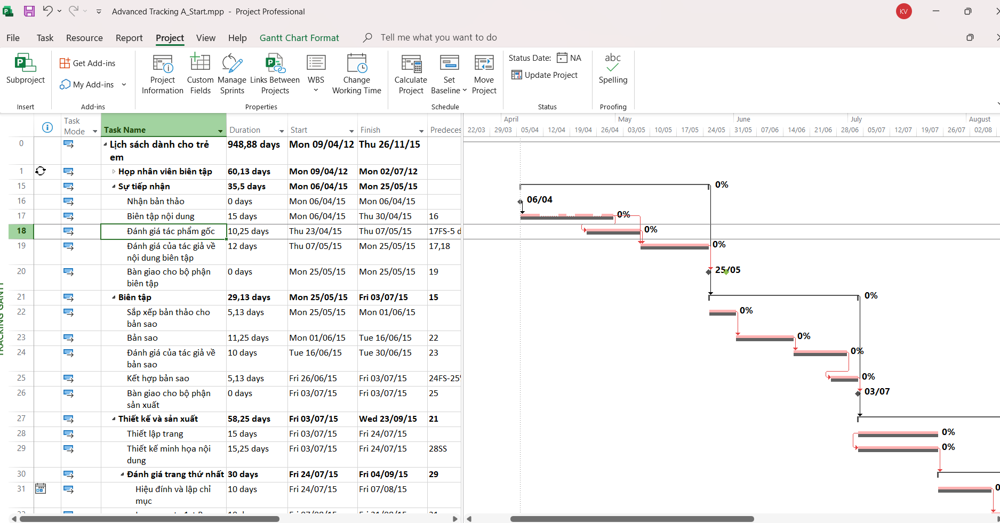 Advanced Tracking A_Start.mpp - Project Professional
KV
File Task Resource Report Project View Help Gantt Chart Format Tell me what you want to do
Subproject
Insert
Get Add-ins
My Add-ins
Add-ins
Project Information
Custom Fields
Manage Sprints
Links Between Projects
WBS
Change Working Time
Properties
Calculate Project
Set Baseline
Move Project
Schedule
Status Date: NA
Update Project
Status
abc
Spelling
Proofing
Task Mode Task Name Duration Start Finish Predeces
April May June July August
22/03 29/03 05/04 12/04 19/04 26/04 03/05 10/05 17/05 24/05 31/05 07/06 14/06 21/06 28/06 05/07 12/07 19/07 26/07 02/08
0 Lịch sách dành cho trẻ 948,88 days Mon 09/04/12 Thu 26/11/15
em
1 Họp nhân viên biên tập 60,13 days Mon 09/04/12 Mon 02/07/12
15 Sự tiếp nhận 35,5 days Mon 06/04/15 Mon 25/05/15 0%
16 Nhận bản thảo 0 days Mon 06/04/15 Mon 06/04/15 06/04
17 Biên tập nội dung 15 days Mon 06/04/15 Thu 30/04/15 16 0%
18 Đánh giá tác phẩm gốc 10,25 days Thu 23/04/15 Thu 07/05/15 17FS-5 d 0%
19 Đánh giá của tác giả về 12 days Thu 07/05/15 Mon 25/05/15 17,18 0%
nội dung biên tập
20 Bàn giao cho bộ phận 0 days Mon 25/05/15 Mon 25/05/15 19 25/05
biên tập
21 Biên tập 29,13 days Mon 25/05/15 Fri 03/07/15 15 0%
22 Sắp xếp bản thảo cho 5,13 days Mon 25/05/15 Mon 01/06/15 0%
bản sao
23 Bản sao 11,25 days Mon 01/06/15 Tue 16/06/15 22 0%
24 Đánh giá của tác giả về 10 days Tue 16/06/15 Tue 30/06/15 23 0%
bản sao
25 Kết hợp bản sao 5,13 days Fri 26/06/15 Fri 03/07/15 24FS-25 0%
26 Bàn giao cho bộ phận 0 days Fri 03/07/15 Fri 03/07/15 25 03/07
sản xuất
27 Thiết kế và sản xuất 58,25 days Fri 03/07/15 Wed 23/09/15 21
28 Thiết lập trang 15 days Fri 03/07/15 Fri 24/07/15 0%
29 Thiết kế minh họa nội 15,25 days Fri 03/07/15 Fri 24/07/15 28SS 0%
dung
30 Đánh giá trang thứ nhất 30 days Fri 24/07/15 Fri 04/09/15 29
31 Hiệu đính và lập chỉ 10 days Fri 24/07/15 Fri 07/08/15 0
mục